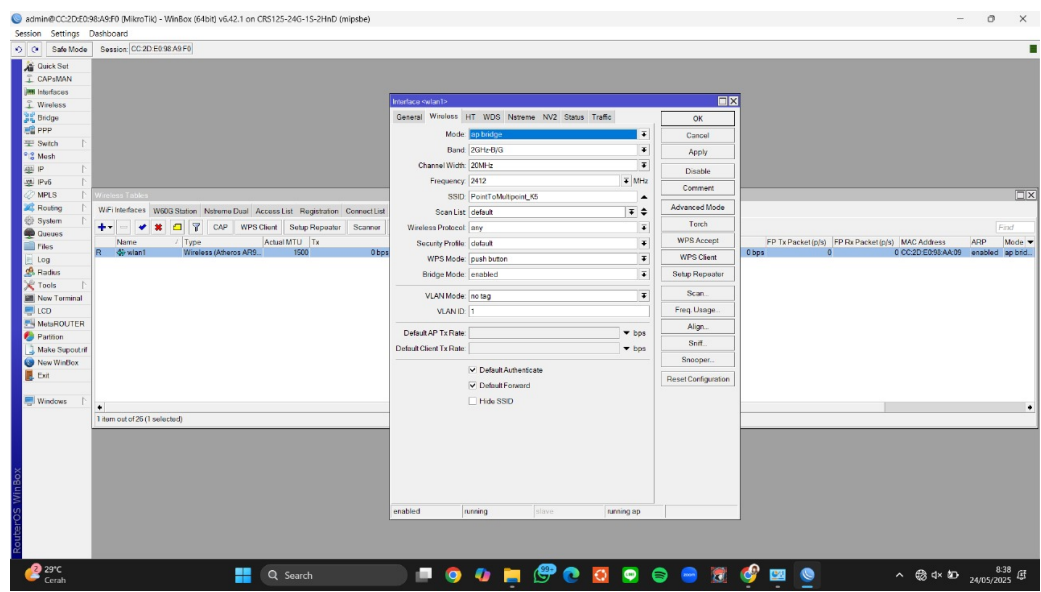 admin@CC:2D:E0:98:A9:F0 (MikroTik) - WinBox (64bit) v6.42.1 on CRS125-24G-1S-2HnD (mipsbe)
Session Settings Dashboard
Safe Mode Session: CC:2D:E0:98:A9:F0
Quick Set
CAPsMAN
Interfaces
Wireless
Bridge
PPP
Switch
Mesh
IP
IPv6
MPLS
Routing
System
Queues
Files
Log
Radius
Tools
New Terminal
LCD
MetaROUTER
Partition
Make Supout.rif
New WinBox
Exit
Windows
RouterOS WinBox
Wireless Tables
WiFi Interfaces W60G Station Nstreme Dual Access List Registration Connect List
CAP WPS Client Setup Repeater Scanner
Find
Name Type Actual MTU Tx FP Tx Packet (p/s) FP Rx Packet (p/s) MAC Address ARP Mode
R wlan1 Wireless (Atheros AR9... 1500 0 bps 0 bps 0 0 CC:2D:E0:98:AA:09 enabled ap brid...
1 item out of 26 (1 selected)
Interface <wlan1>
General Wireless HT WDS Nstreme NV2 Status Traffic
Mode: ap bridge
Band: 2GHz-B/G
Channel Width: 20MHz
Frequency: 2412 MHz
SSID: PointToMultipoint_K5
Scan List: default
Wireless Protocol: any
Security Profile: default
WPS Mode: push button
Bridge Mode: enabled
VLAN Mode: no tag
VLAN ID: 1
Default AP Tx Rate: bps
Default Client Tx Rate: bps
Default Authenticate
Default Forward
Hide SSID
OK
Cancel
Apply
Disable
Comment
Advanced Mode
Torch
WPS Accept
WPS Client
Setup Repeater
Scan...
Freq. Usage...
Align...
Sniff...
Snooper...
Reset Configuration
enabled running slave running ap
2
29°C
Cerah
Search
99+
8:38
24/05/2025